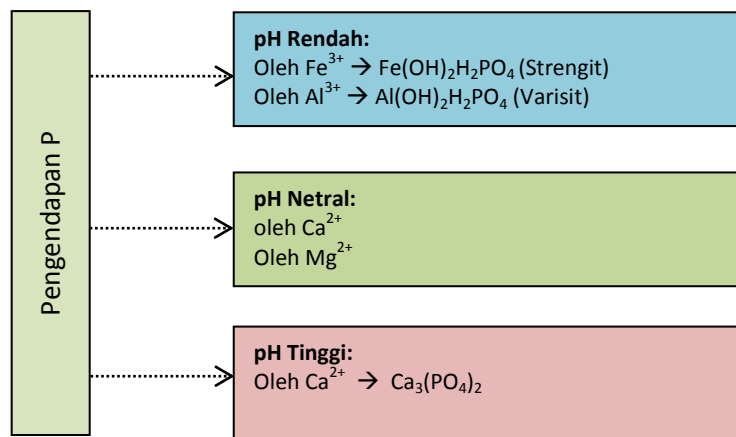 Pengendapan P
pH Rendah:
Oleh Fe³⁺ → Fe(OH)₂H₂PO₄ (Strengit)
Oleh Al³⁺ → Al(OH)₂H₂PO₄ (Varisit)
pH Netral:
oleh Ca²⁺
Oleh Mg²⁺
pH Tinggi:
Oleh Ca²⁺ → Ca₃(PO₄)₂